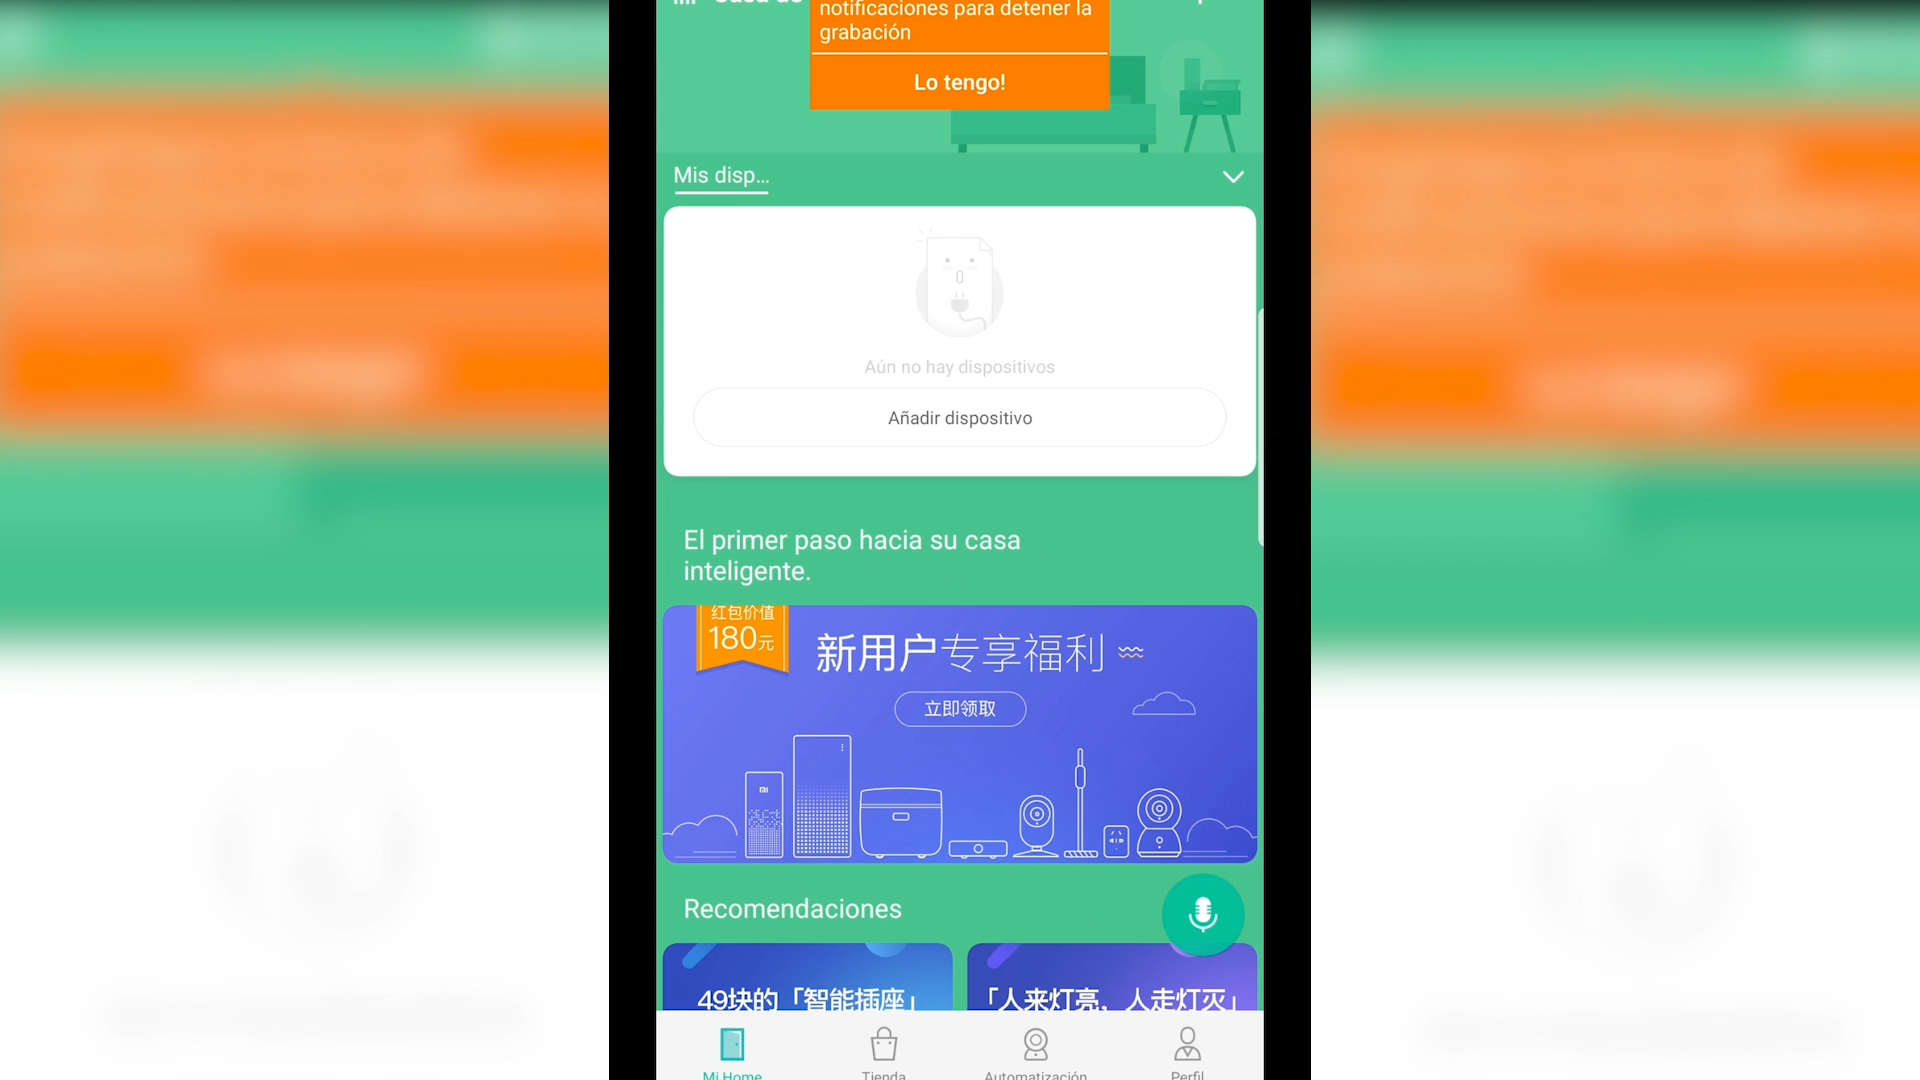 notificaciones para detener la
grabación
Lo tengo!
Mis disp...
Aún no hay dispositivos
Añadir dispositivo
El primer paso hacia su casa
inteligente.
红包价值
180元
新用户专享福利
立即领取
Recomendaciones
49块的「智能插座」
「人来灯亮，人走灯灭」
Mi Home
Tienda
Automatización
Perfil